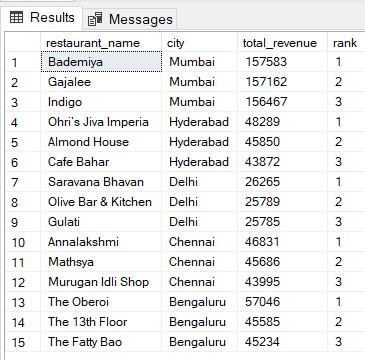 Results Messages
restaurant_name city total_revenue rank
1 Bademiya Mumbai 157583 1
2 Gajalee Mumbai 157162 2
3 Indigo Mumbai 156467 3
4 Ohri's Jiva Imperia Hyderabad 48289 1
5 Almond House Hyderabad 45850 2
6 Cafe Bahar Hyderabad 43872 3
7 Saravana Bhavan Delhi 26265 1
8 Olive Bar & Kitchen Delhi 25789 2
9 Gulati Delhi 25785 3
10 Annalakshmi Chennai 46831 1
11 Mathsya Chennai 45686 2
12 Murugan Idli Shop Chennai 43995 3
13 The Oberoi Bengaluru 57046 1
14 The 13th Floor Bengaluru 45585 2
15 The Fatty Bao Bengaluru 45234 3